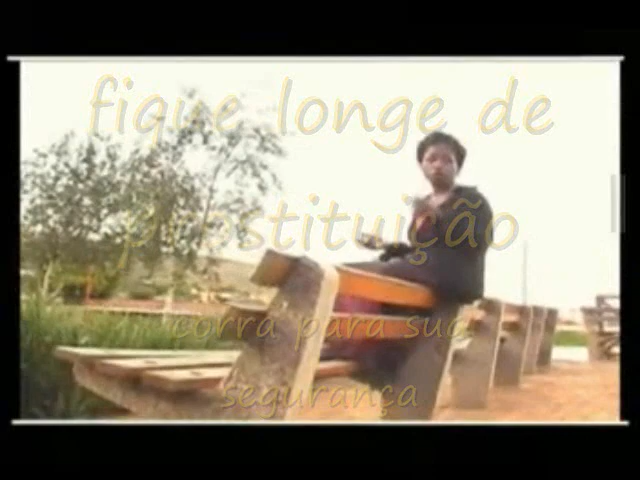 fique longe de
prostituição
corra para sua
segurança